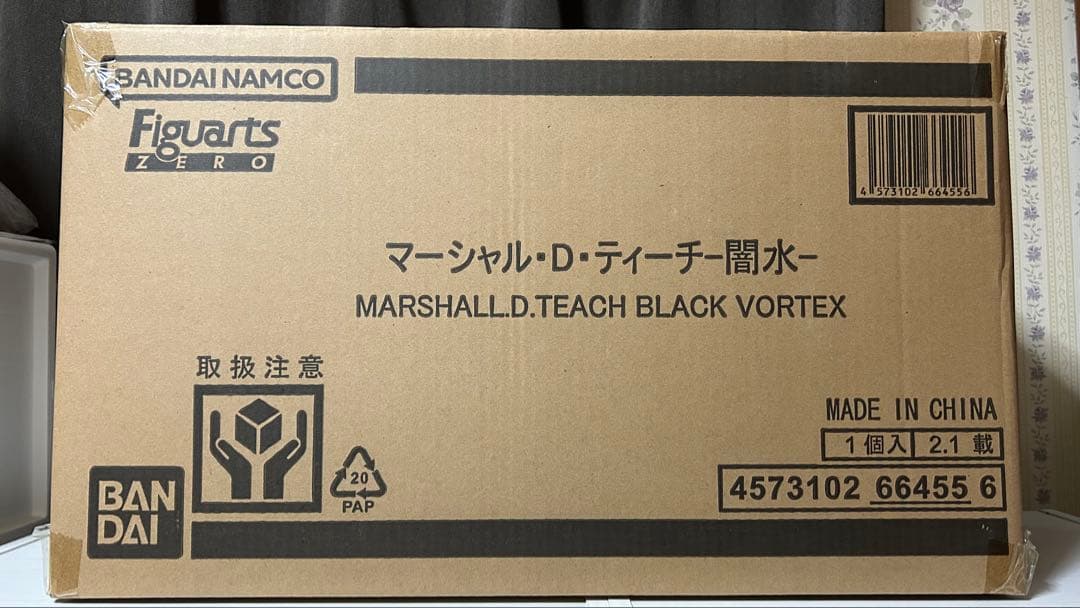 BANDAI NAMCO
Figuarts
ZERO
4 573102 664556
マーシャル・D・ティーチ-闇水-
MARSHALL.D.TEACH BLACK VORTEX
取扱注意
MADE IN CHINA
1個入 2.1 載
20
PAP
4573102 66455 6
BAN
DAI